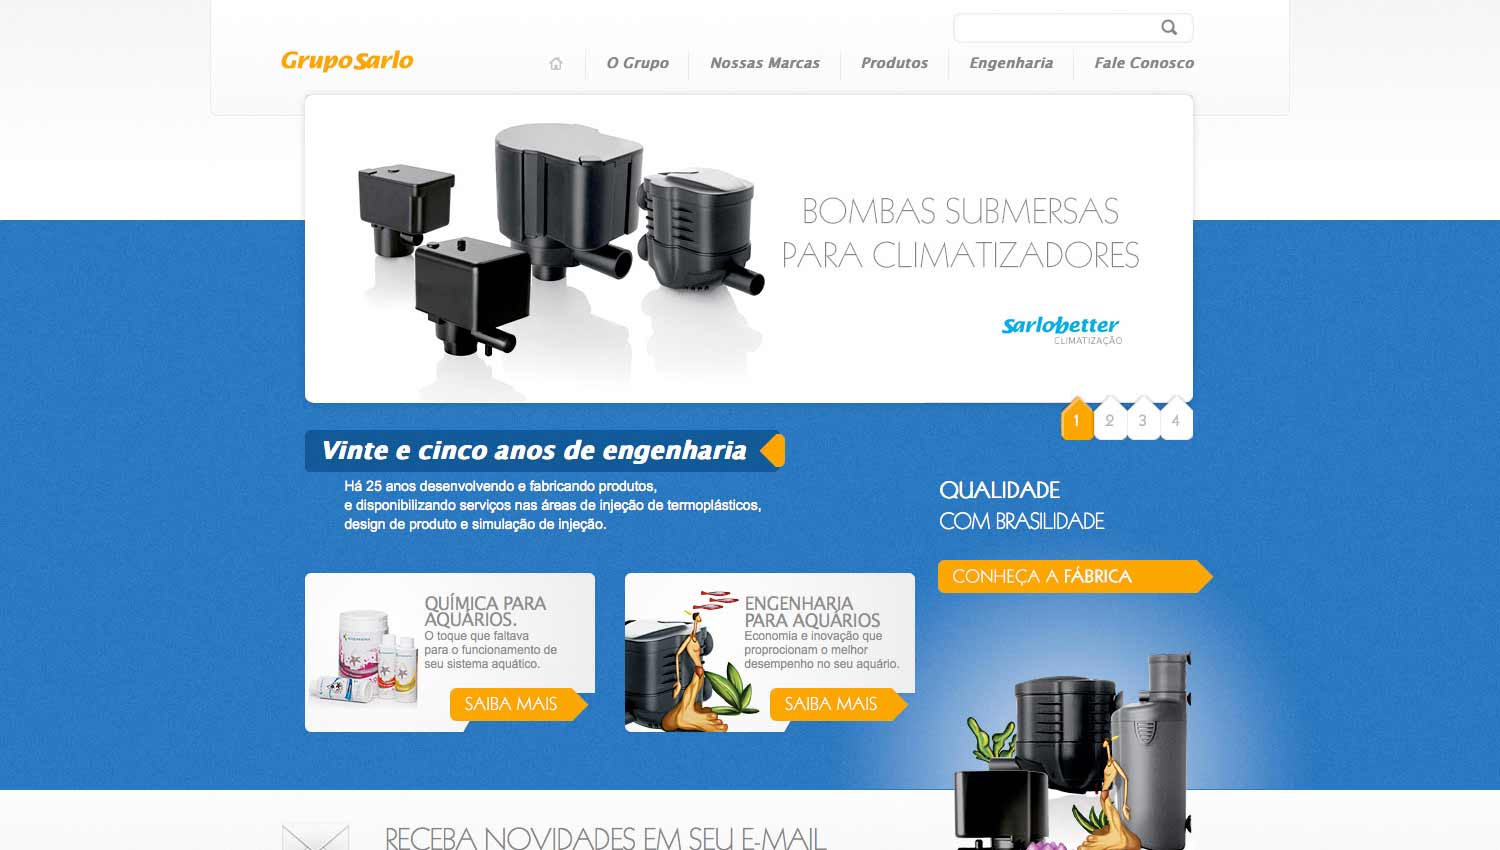 Grupo Sarlo
O Grupo
Nossas Marcas
Produtos
Engenharia
Fale Conosco
BOMBAS SUBMERSAS
PARA CLIMATIZADORES
Sarlobetter
CLIMATIZAÇÃO
1 2 3 4
Vinte e cinco anos de engenharia
Há 25 anos desenvolvendo e fabricando produtos,
e disponibilizando serviços nas áreas de injeção de termoplásticos,
design de produto e simulação de injeção.
QUALIDADE
COM BRASILIDADE
CONHEÇA A FÁBRICA
QUÍMICA PARA
AQUÁRIOS.
O toque que faltava
para o funcionamento de
seu sistema aquático.
SAIBA MAIS
ENGENHARIA
PARA AQUÁRIOS
Economia e inovação que
proprocionam o melhor
desempenho no seu aquário.
SAIBA MAIS
RECEBA NOVIDADES EM SEU E-MAIL